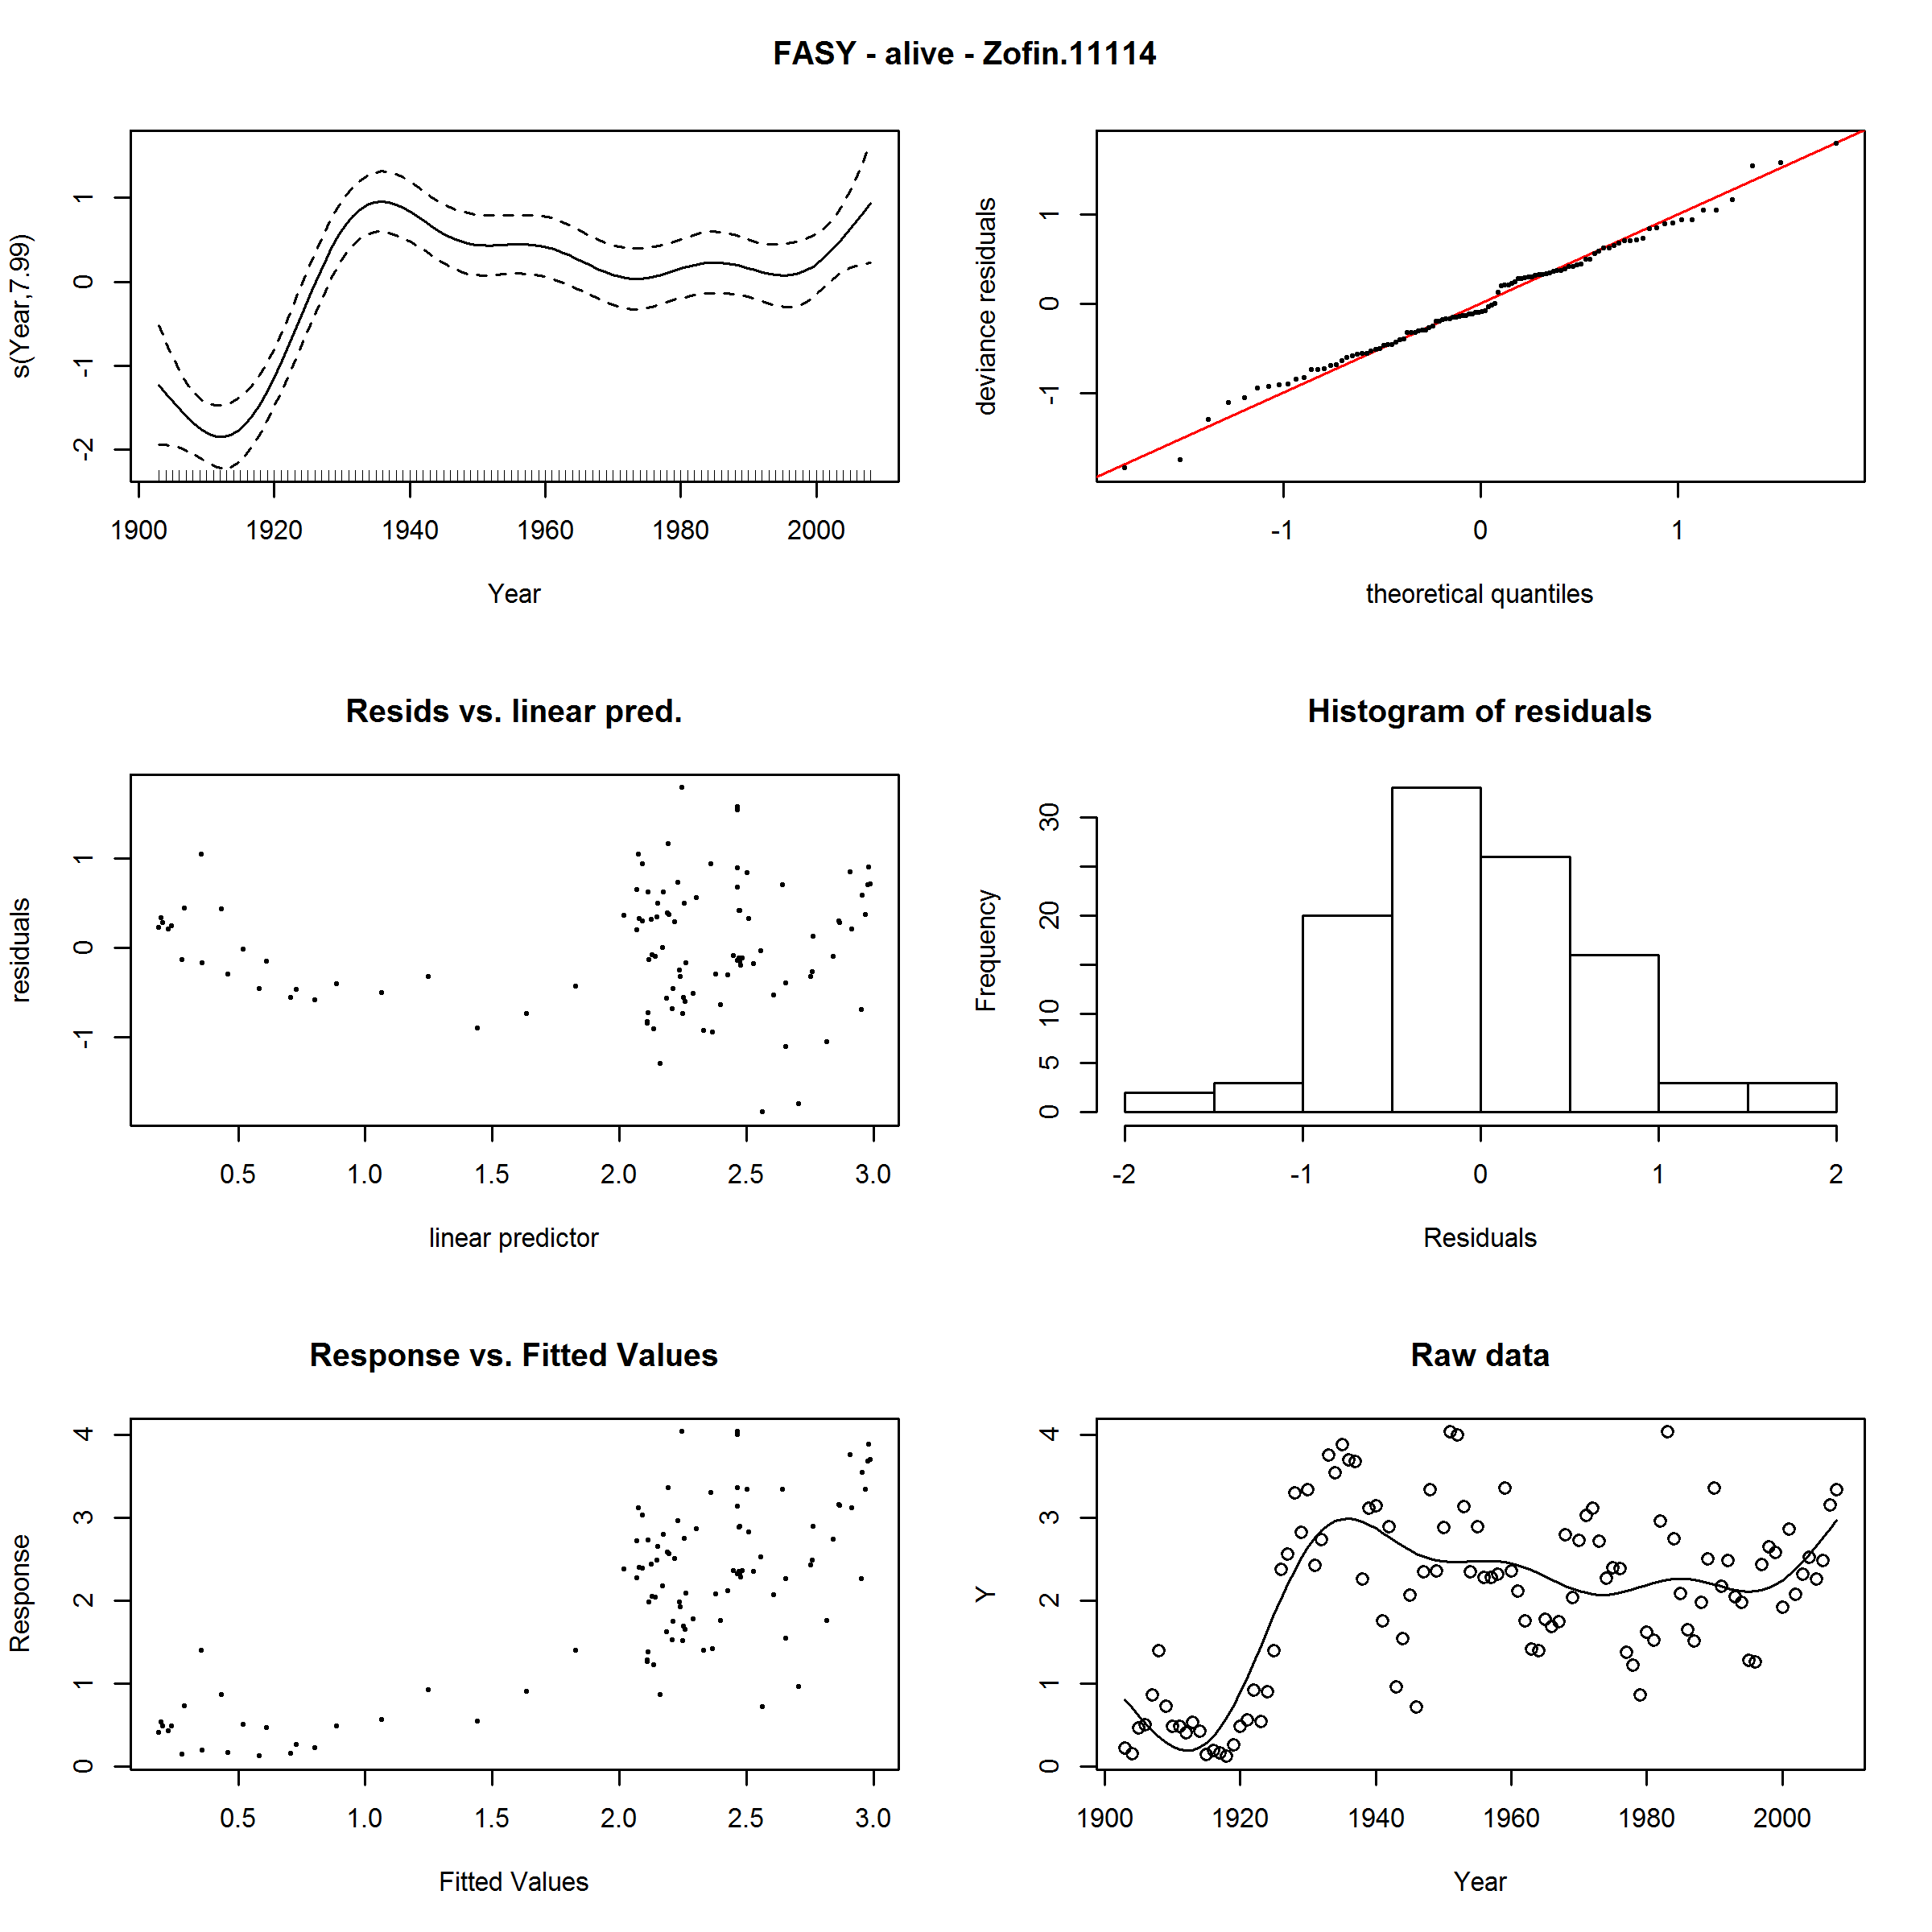 FASY - alive - Zofin.11114
s(Year,7.99)
1
0
-1
-2
1900 1920 1940 1960 1980 2000
Year
deviance residuals
1
0
-1
-1 0 1
theoretical quantiles
Resids vs. linear pred.
residuals
1
0
-1
0.5 1.0 1.5 2.0 2.5 3.0
linear predictor
Histogram of residuals
Frequency
30
20
10
5
0
-2 -1 0 1 2
Residuals
Response vs. Fitted Values
Response
4
3
2
1
0
0.5 1.0 1.5 2.0 2.5 3.0
Fitted Values
Raw data
Y
4
3
2
1
0
1900 1920 1940 1960 1980 2000
Year